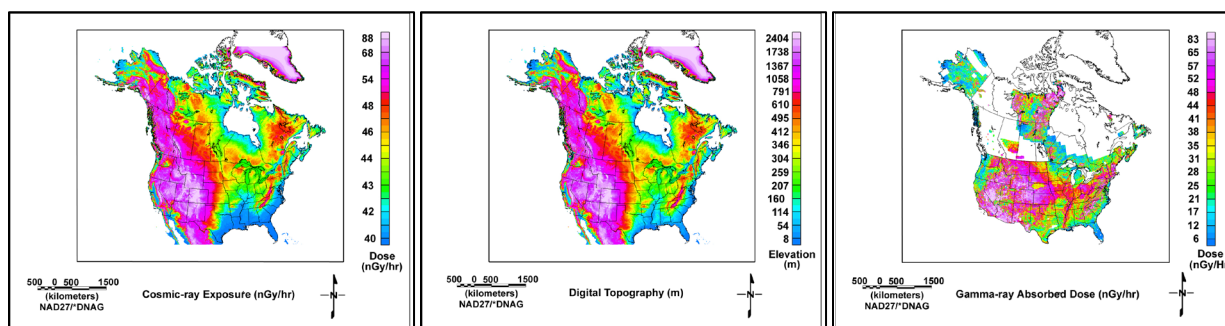 88
68
54
48
46
44
43
42
40
Dose
(nGy/hr)
500 0 500 1500
(kilometers)
NAD27/*DNAG
Cosmic-ray Exposure (nGy/hr)
N
2404
1738
1367
1058
791
610
495
412
346
304
259
207
160
114
54
8
Elevation
(m)
500 0 500 1500
(kilometers)
NAD27/*DNAG
Digital Topography (m)
N
83
65
57
52
48
44
41
38
35
31
28
25
21
17
12
6
Dose
(nGy/Hr)
500 0 500 1500
(kilometers)
NAD27/*DNAG
Gamma-ray Absorbed Dose (nGy/hr)
N